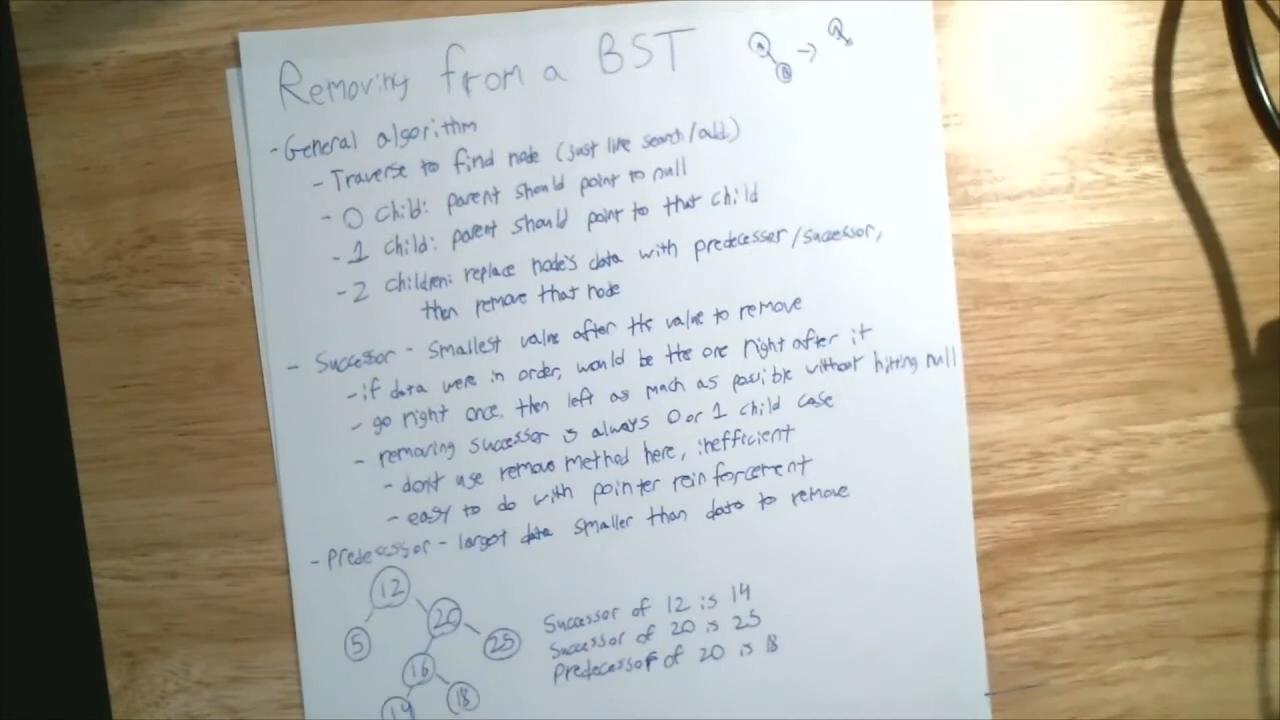 Removing from a BST
A → A
B
- General algorithm
- Traverse to find node (just like search/add)
- 0 child: parent should point to null
- 1 child: parent should point to that child
- 2 children: replace node's data with predecesser/successor,
then remove that node
- Successor - smallest value after the value to remove
- if data were in order, would be the one right after it
- go right once, then left as much as possible without hitting null
- removing successor is always 0 or 1 child case
- don't use remove method here, inefficient
- easy to do with pointer reinforcement
- Predecessor - largest data smaller than data to remove
12
20
5
25
16
18
14
Successor of 12 is 14
Successor of 20 is 25
Predecessor of 20 is 18